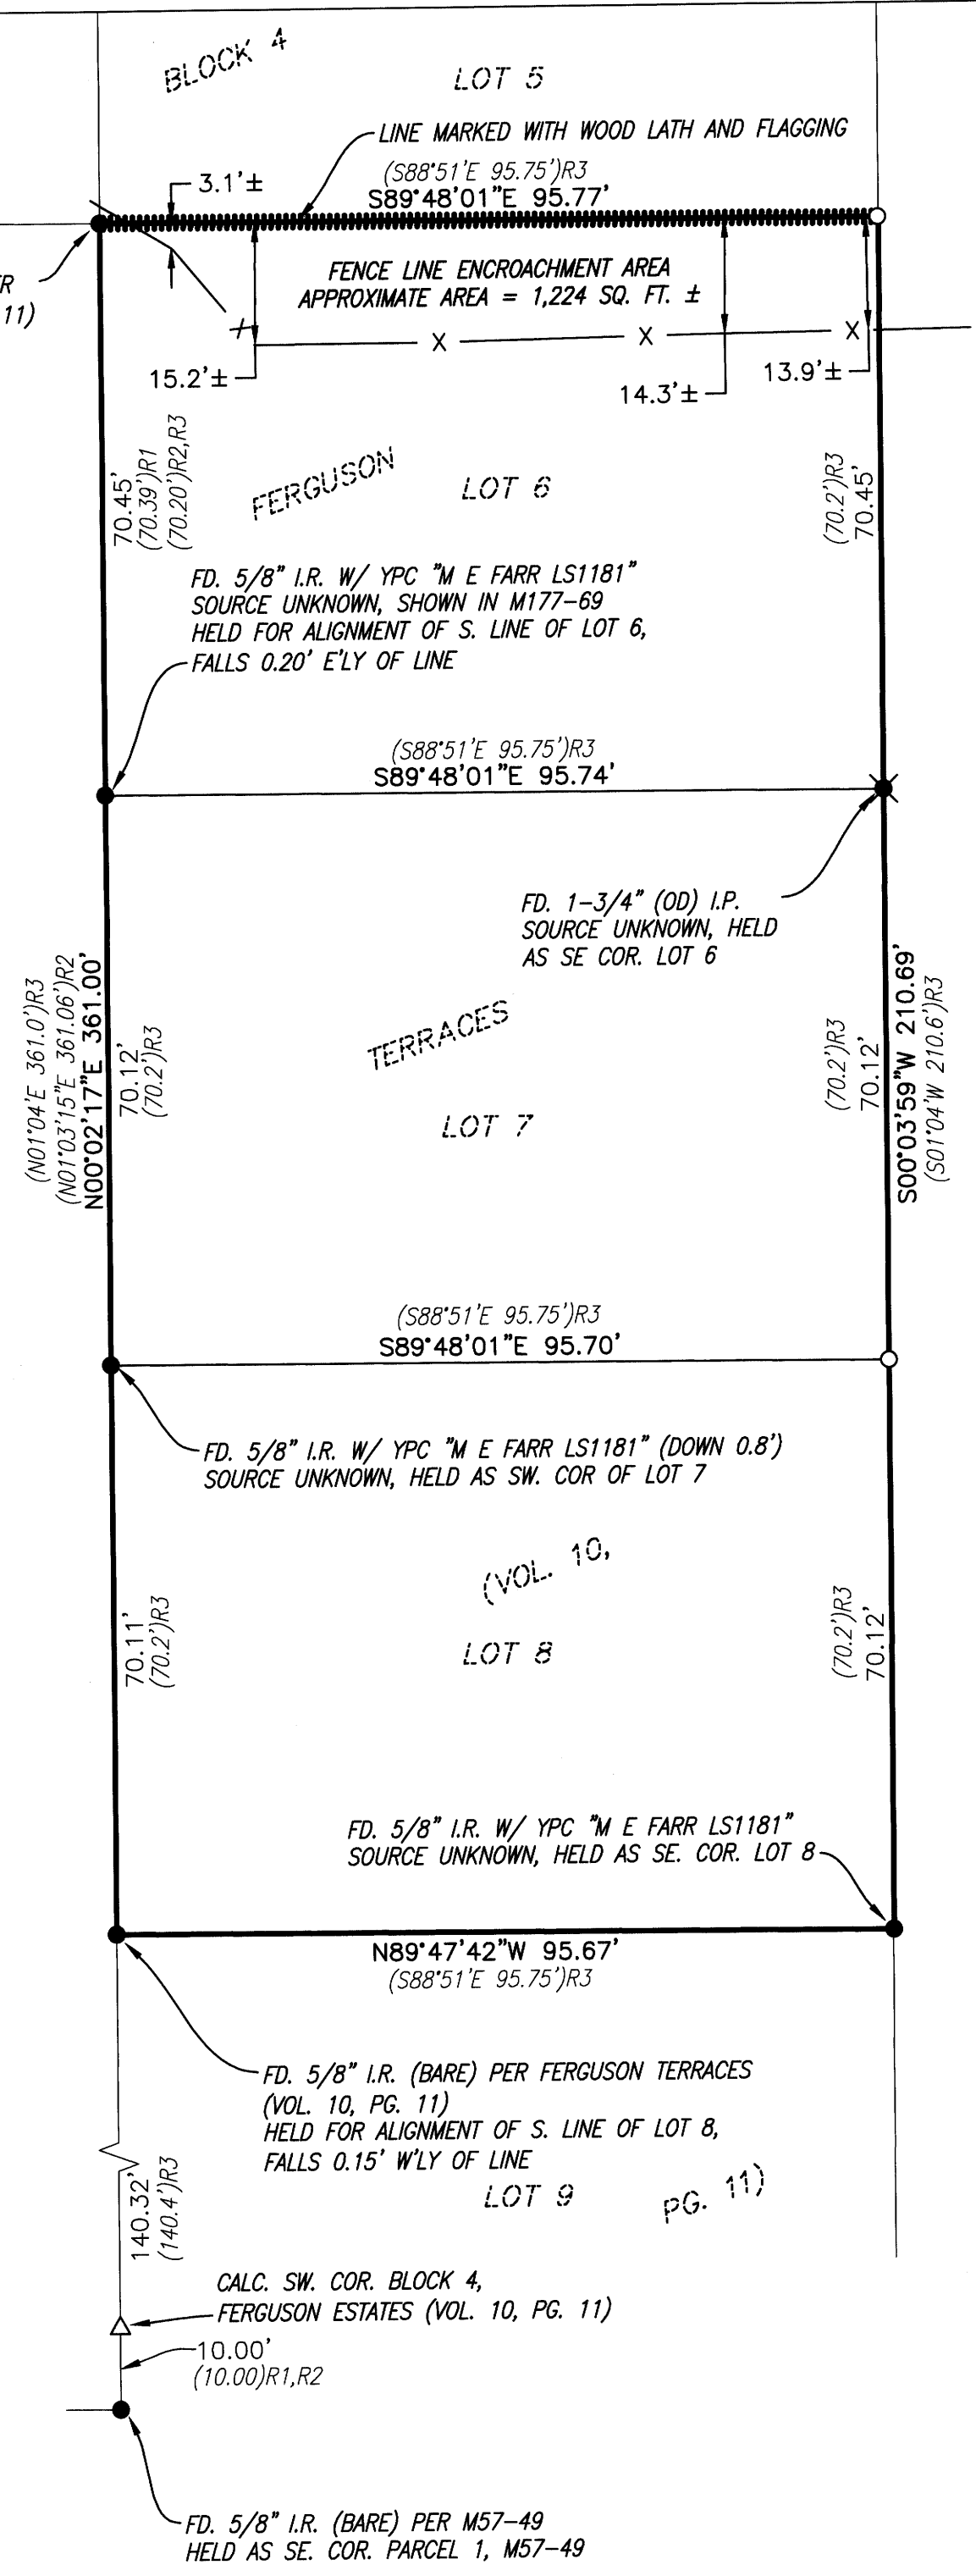 BLOCK 4
LOT 5
LINE MARKED WITH WOOD LATH AND FLAGGING
(S88°51'E 95.75')R3
3.1'±
S89°48'01"E 95.77'
R
11)
FENCE LINE ENCROACHMENT AREA
APPROXIMATE AREA = 1,224 SQ. FT. ±
X X X
15.2'±
14.3'±
13.9'±
70.45'
(70.39')R1
(70.20')R2,R3
FERGUSON
LOT 6
(70.2')R3
70.45'
FD. 5/8" I.R. W/ YPC "M E FARR LS1181"
SOURCE UNKNOWN, SHOWN IN M177-69
HELD FOR ALIGNMENT OF S. LINE OF LOT 6,
FALLS 0.20' E'LY OF LINE
(S88°51'E 95.75')R3
S89°48'01"E 95.74'
FD. 1-3/4" (OD) I.P.
SOURCE UNKNOWN, HELD
AS SE COR. LOT 6
(N01°04'E 361.0')R3
(N01°03'15"E 361.06')R2
N00°02'17"E 361.00'
70.12'
(70.2')R3
TERRACES
LOT 7
(70.2')R3
70.12'
S00°03'59"W 210.69'
(S01°04'W 210.6')R3
(S88°51'E 95.75')R3
S89°48'01"E 95.70'
FD. 5/8" I.R. W/ YPC "M E FARR LS1181" (DOWN 0.8')
SOURCE UNKNOWN, HELD AS SW. COR OF LOT 7
(VOL. 10,
LOT 8
70.11'
(70.2')R3
(70.2')R3
70.12'
FD. 5/8" I.R. W/ YPC "M E FARR LS1181"
SOURCE UNKNOWN, HELD AS SE. COR. LOT 8
N89°47'42"W 95.67'
(S88°51'E 95.75')R3
FD. 5/8" I.R. (BARE) PER FERGUSON TERRACES
(VOL. 10, PG. 11)
HELD FOR ALIGNMENT OF S. LINE OF LOT 8,
FALLS 0.15' W'LY OF LINE
LOT 9
PG. 11)
140.32'
(140.4')R3
CALC. SW. COR. BLOCK 4,
FERGUSON ESTATES (VOL. 10, PG. 11)
10.00'
(10.00)R1,R2
FD. 5/8" I.R. (BARE) PER M57-49
HELD AS SE. COR. PARCEL 1, M57-49